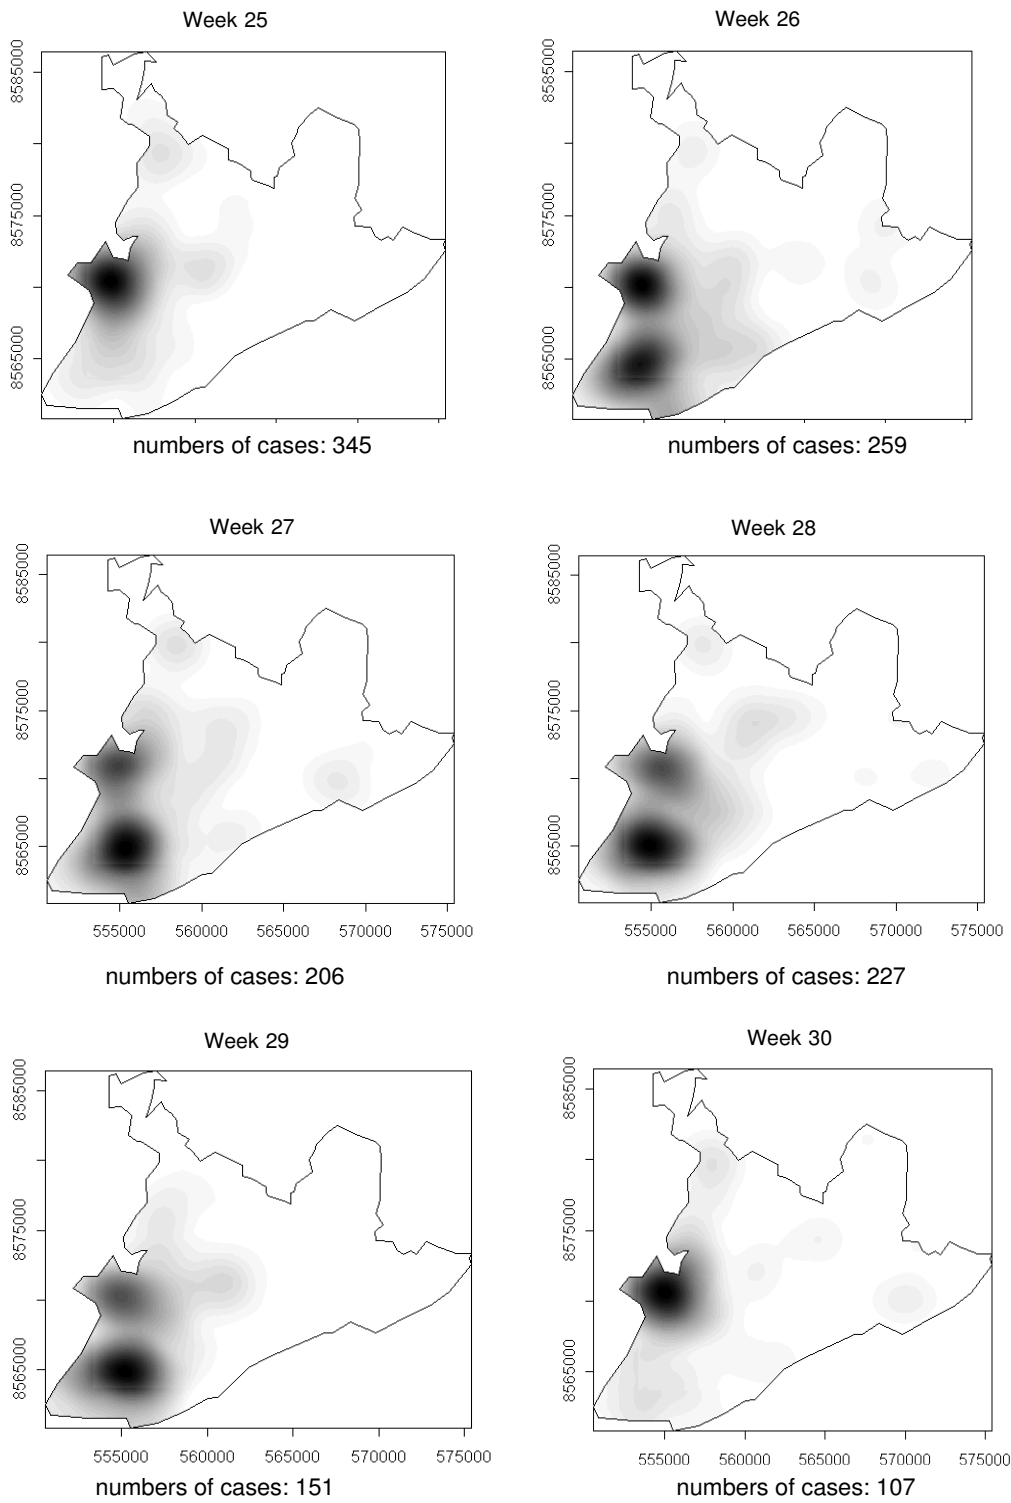 Week 25
Week 26
8585000
8575000
8565000
8585000
8575000
8565000
numbers of cases: 345
numbers of cases: 259
Week 27
Week 28
8585000
8575000
8565000
8585000
8575000
8565000
555000 560000 565000 570000 575000
555000 560000 565000 570000 575000
numbers of cases: 206
numbers of cases: 227
Week 29
Week 30
8585000
8575000
8565000
8585000
8575000
8565000
555000 560000 565000 570000 575000
555000 560000 565000 570000 575000
numbers of cases: 151
numbers of cases: 107